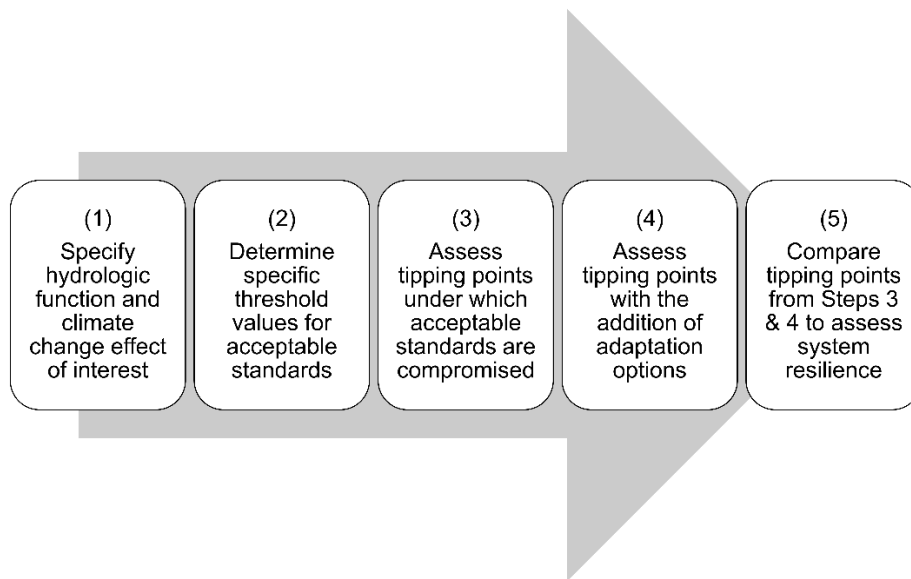 (1)
Specify
hydrologic
function and
climate
change effect
of interest
(2)
Determine
specific
threshold
values for
acceptable
standards
(3)
Assess
tipping points
under which
acceptable
standards are
compromised
(4)
Assess
tipping points
with the
addition of
adaptation
options
(5)
Compare
tipping points
from Steps 3
& 4 to assess
system
resilience